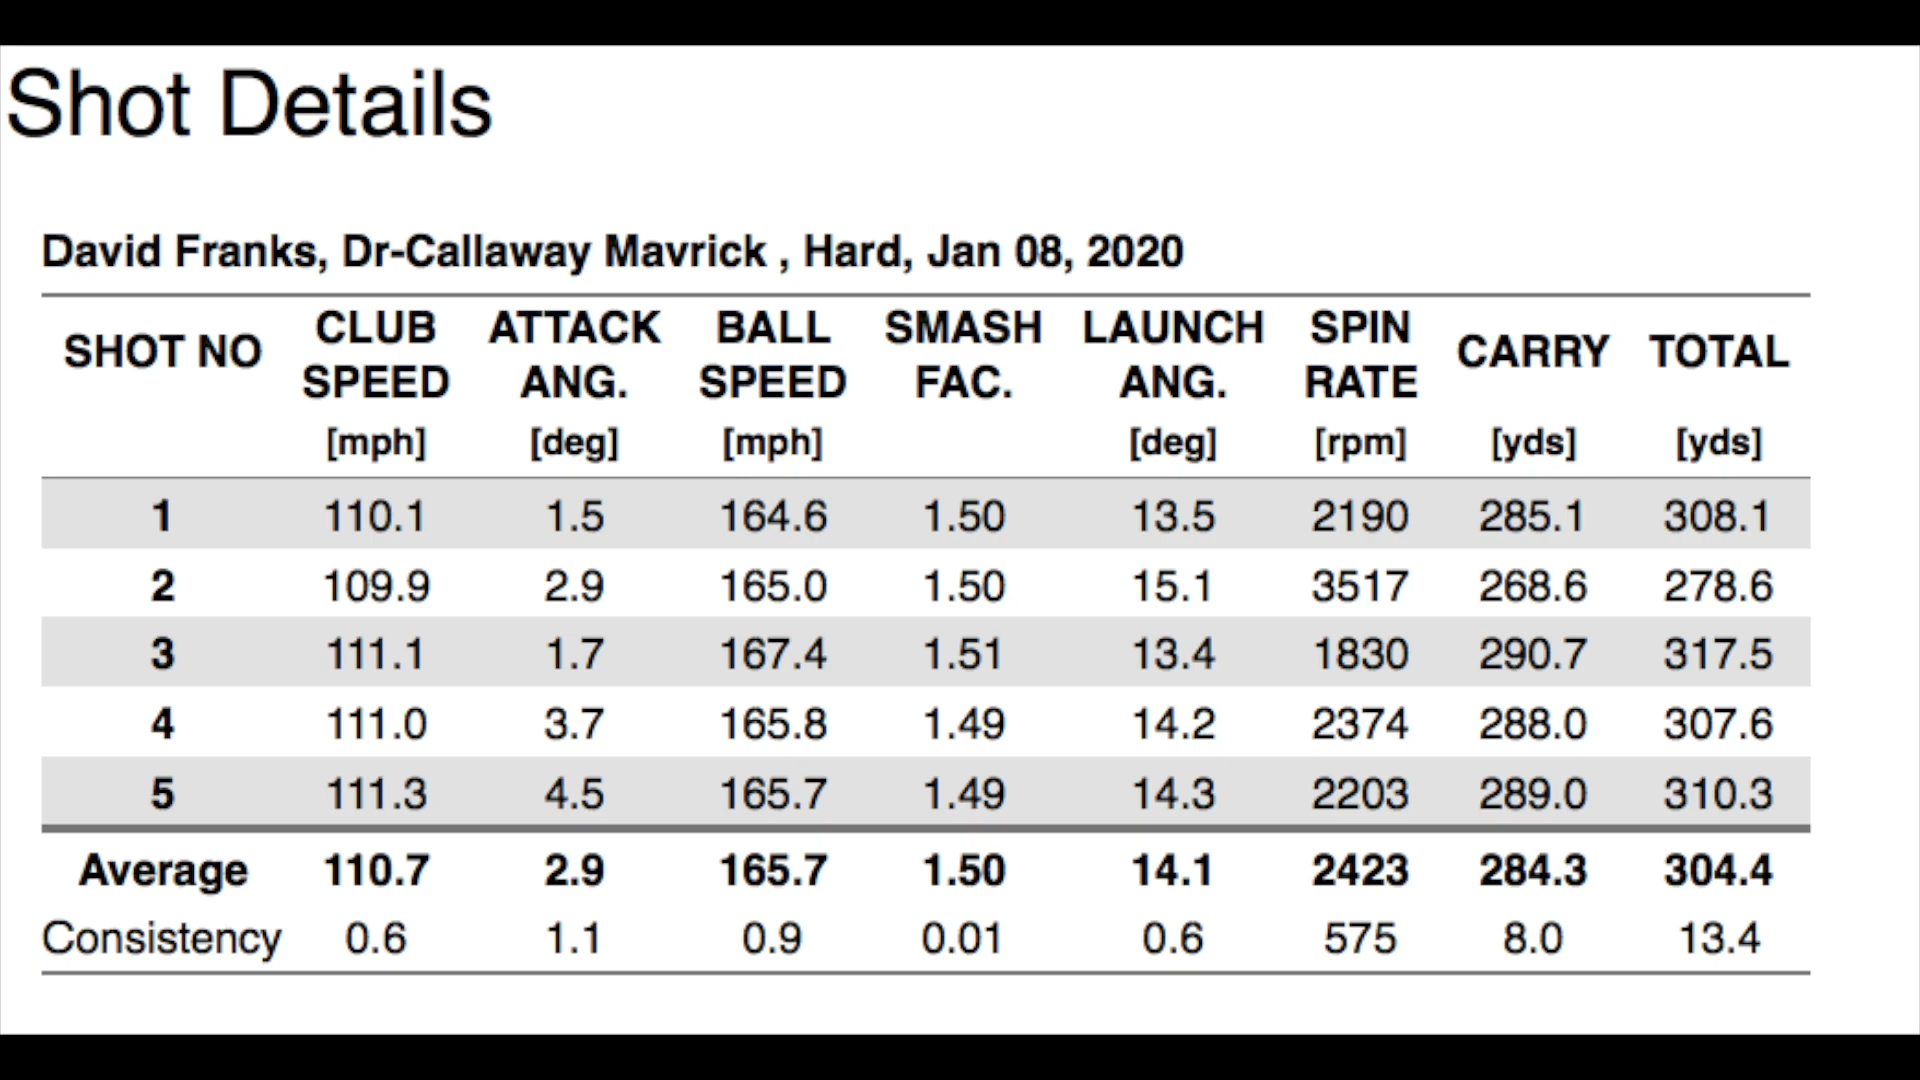 Shot Details
David Franks, Dr-Callaway Mavrick , Hard, Jan 08, 2020
SHOT NO CLUB SPEED ATTACK ANG. BALL SPEED SMASH FAC. LAUNCH ANG. SPIN RATE CARRY TOTAL
[mph] [deg] [mph] [deg] [rpm] [yds] [yds]
1 110.1 1.5 164.6 1.50 13.5 2190 285.1 308.1
2 109.9 2.9 165.0 1.50 15.1 3517 268.6 278.6
3 111.1 1.7 167.4 1.51 13.4 1830 290.7 317.5
4 111.0 3.7 165.8 1.49 14.2 2374 288.0 307.6
5 111.3 4.5 165.7 1.49 14.3 2203 289.0 310.3
Average 110.7 2.9 165.7 1.50 14.1 2423 284.3 304.4
Consistency 0.6 1.1 0.9 0.01 0.6 575 8.0 13.4